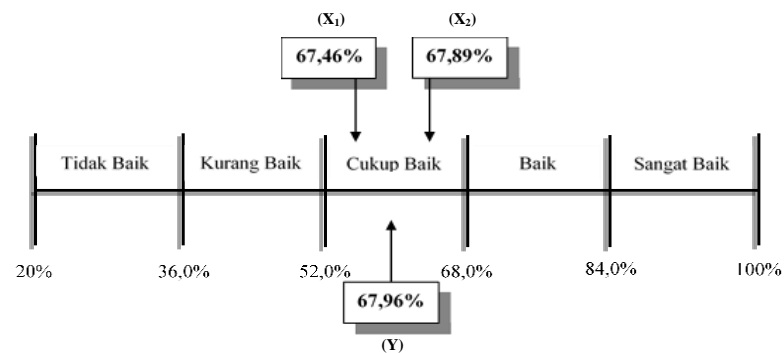 (X₁) (X₂)
67,46% 67,89%
Tidak Baik Kurang Baik Cukup Baik Baik Sangat Baik
20% 36,0% 52,0% 68,0% 84,0% 100%
67,96%
(Y)